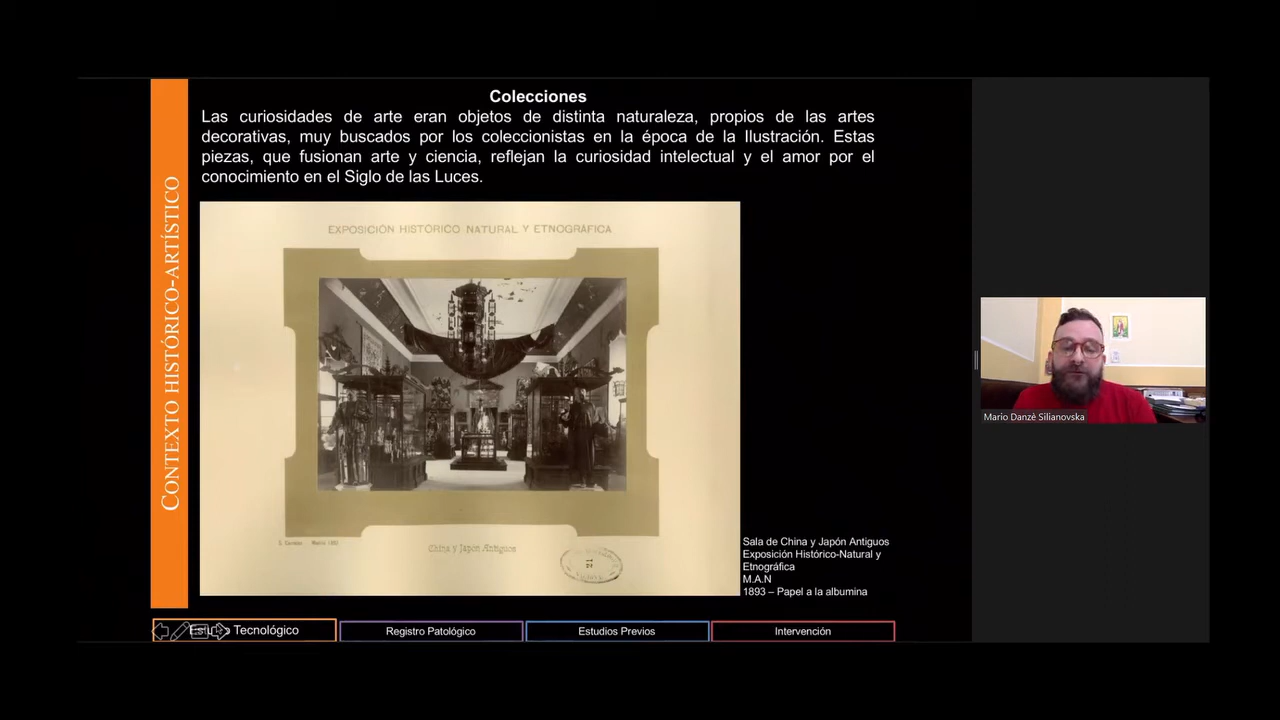 CONTEXTO HISTÓRICO-ARTÍSTICO
Colecciones
Las curiosidades de arte eran objetos de distinta naturaleza, propios de las artes
decorativas, muy buscados por los coleccionistas en la época de la Ilustración. Estas
piezas, que fusionan arte y ciencia, reflejan la curiosidad intelectual y el amor por el
conocimiento en el Siglo de las Luces.
EXPOSICIÓN HISTÓRICO NATURAL Y ETNOGRÁFICA
Madrid 1893
China y Japón Antiguos
Sala de China y Japón Antiguos
Exposición Histórico-Natural y
Etnográfica
M.A.N
1893 – Papel a la albumina
Mario Danzè Silianovska
Tecnológico
Registro Patológico
Estudios Previos
Intervención